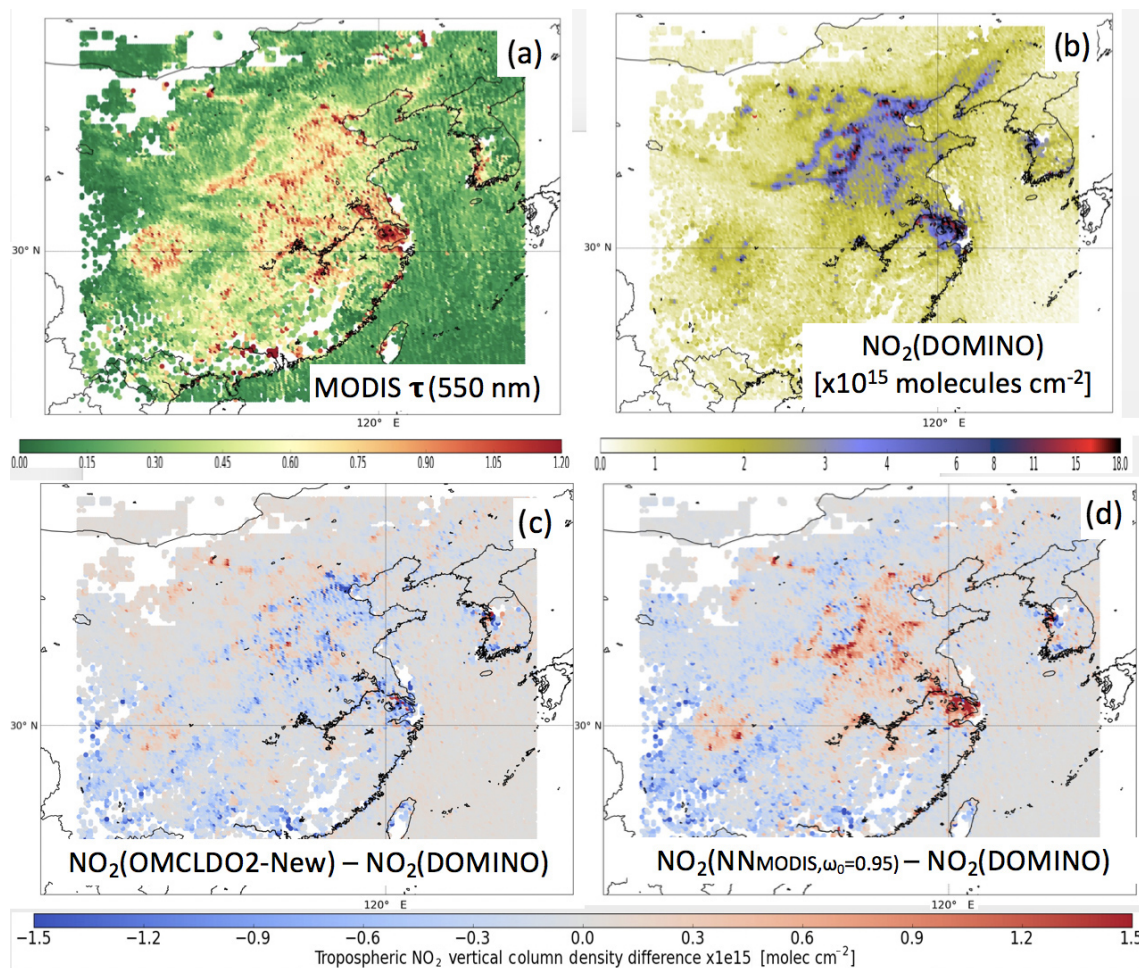 (a)
(b)
30° N
30° N
MODIS τ (550 nm)
NO₂(DOMINO)
[x10¹⁵ molecules cm⁻²]
120° E
120° E
0.00 0.15 0.30 0.45 0.60 0.75 0.90 1.05 1.20
0.0 1 2 3 4 6 8 11 15 18.0
(c)
(d)
30° N
30° N
NO₂(OMCLDO2-New) – NO₂(DOMINO)
NO₂(NNMODIS,ω₀=0.95) – NO₂(DOMINO)
120° E
120° E
−1.5 −1.2 −0.9 −0.6 −0.3 0.0 0.3 0.6 0.9 1.2 1.5
Tropospheric NO₂ vertical column density difference x1e15 [molec cm⁻²]